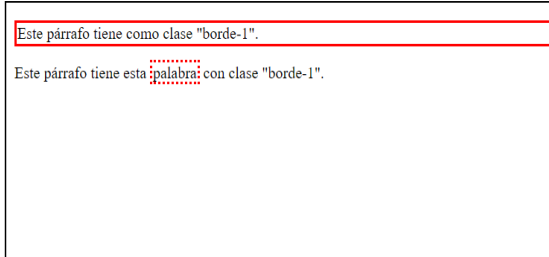 Este párrafo tiene como clase "borde-1".
Este párrafo tiene esta palabra con clase "borde-1".